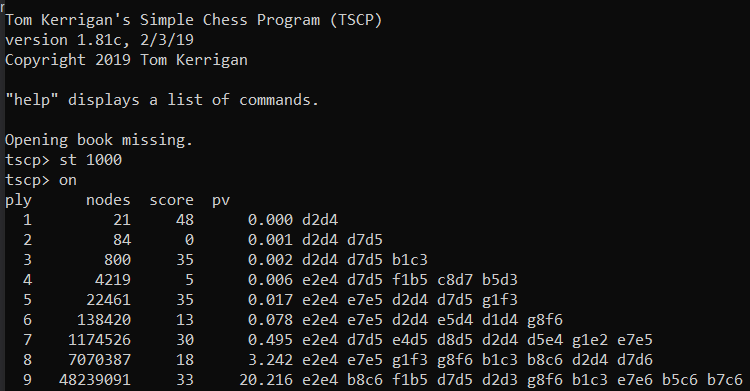 Tom Kerrigan's Simple Chess Program (TSCP)
version 1.81c, 2/3/19
Copyright 2019 Tom Kerrigan
"help" displays a list of commands.
Opening book missing.
tscp> st 1000
tscp> on
ply nodes score pv
1 21 48 0.000 d2d4
2 84 0 0.001 d2d4 d7d5
3 800 35 0.002 d2d4 d7d5 b1c3
4 4219 5 0.006 e2e4 d7d5 f1b5 c8d7 b5d3
5 22461 35 0.017 e2e4 e7e5 d2d4 d7d5 g1f3
6 138420 13 0.078 e2e4 e7e5 d2d4 e5d4 d1d4 g8f6
7 1174526 30 0.495 e2e4 d7d5 e4d5 d8d5 d2d4 d5e4 g1e2 e7e5
8 7070387 18 3.242 e2e4 e7e5 g1f3 g8f6 b1c3 b8c6 d2d4 d7d6
9 48239091 33 20.216 e2e4 b8c6 f1b5 d7d5 d2d3 g8f6 b1c3 e7e6 b5c6 b7c6